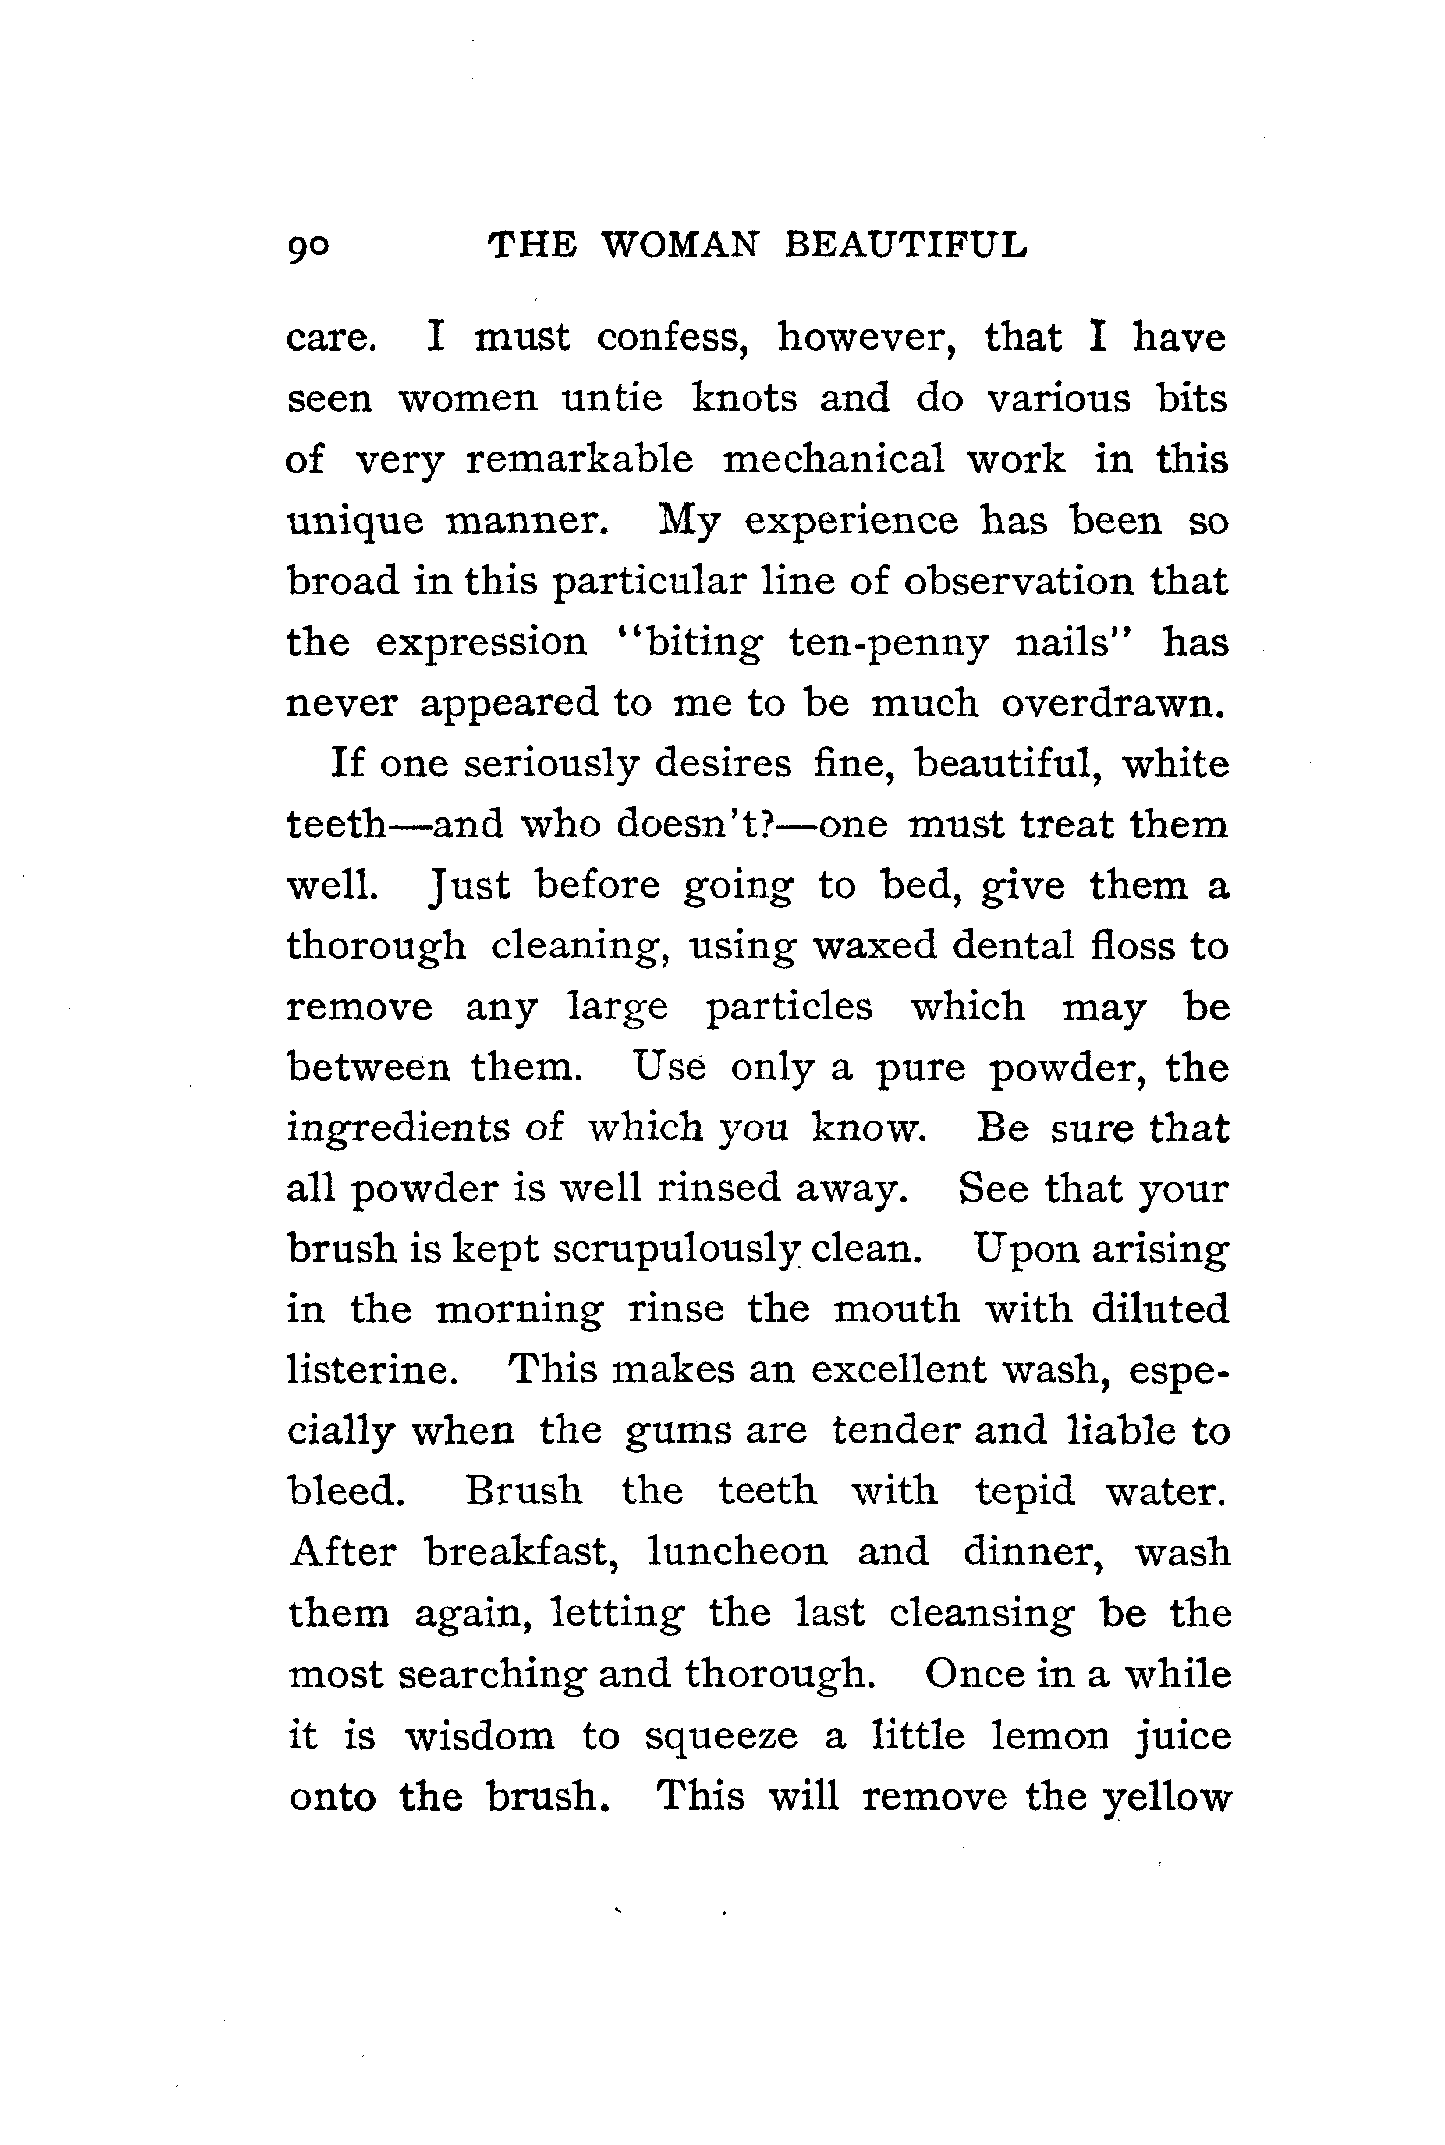 90 THE WOMAN BEAUTIFUL
care. I must confess, however, that I have
seen women untie knots and do various bits
of very remarkable mechanical work in this
unique manner. My experience has been so
broad in this particular line of observation that
the expression "biting ten-penny nails" has
never appeared to me to be much overdrawn.
If one seriously desires fine, beautiful, white
teeth—and who doesn't?—one must treat them
well. Just before going to bed, give them a
thorough cleaning, using waxed dental floss to
remove any large particles which may be
between them. Use only a pure powder, the
ingredients of which you know. Be sure that
all powder is well rinsed away. See that your
brush is kept scrupulously clean. Upon arising
in the morning rinse the mouth with diluted
listerine. This makes an excellent wash, espe-
cially when the gums are tender and liable to
bleed. Brush the teeth with tepid water.
After breakfast, luncheon and dinner, wash
them again, letting the last cleansing be the
most searching and thorough. Once in a while
it is wisdom to squeeze a little lemon juice
onto the brush. This will remove the yellow